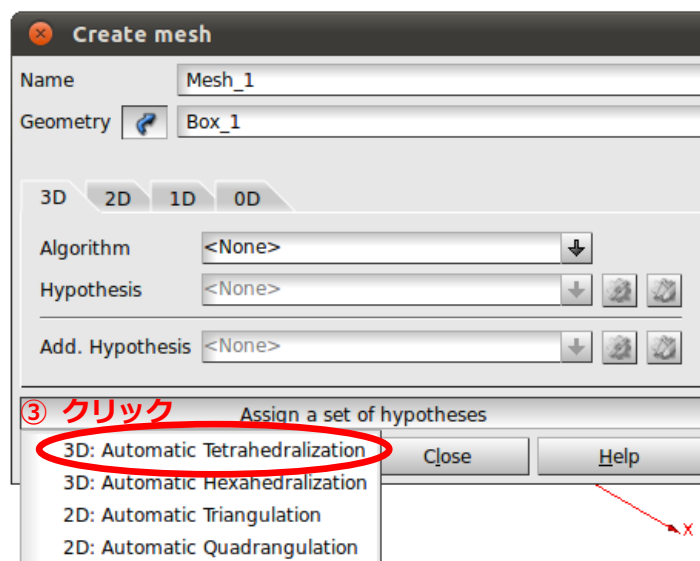 Create mesh
Name Mesh_1
Geometry Box_1
3D 2D 1D 0D
Algorithm <None>
Hypothesis <None>
Add. Hypothesis <None>
③ クリック Assign a set of hypotheses
3D: Automatic Tetrahedralization Close Help
3D: Automatic Hexahedralization
2D: Automatic Triangulation
X
2D: Automatic Quadrangulation